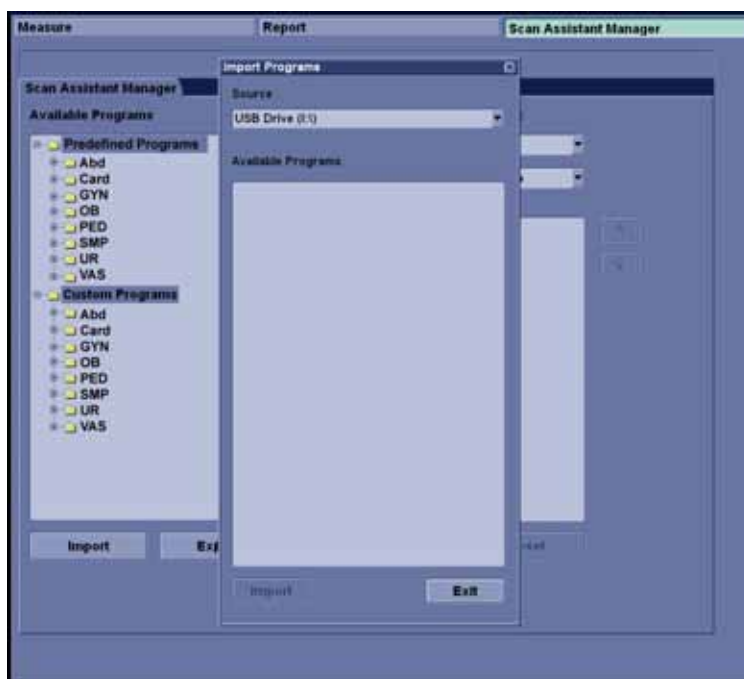 Measure Report Scan Assistant Manager
Import Programs
Scan Assistant Manager
Source
Available Programs
USB Drive (I:\)
Predefined Programs
Available Programs
Abd
Card
GYN
OB
PED
SMP
UR
VAS
Custom Programs
Abd
Card
GYN
OB
PED
SMP
UR
VAS
Import Exp
Import Exit